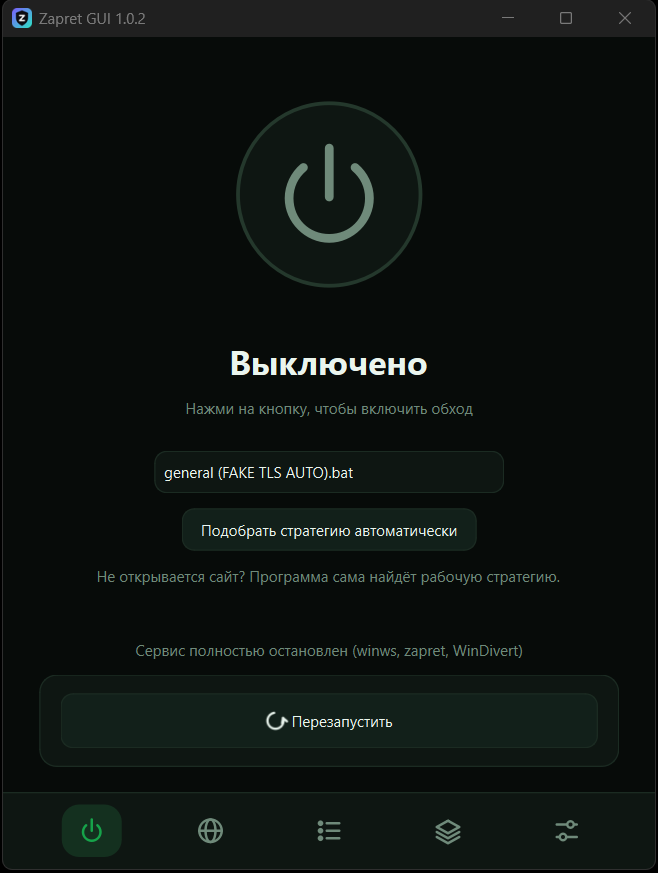 Zapret GUI 1.0.2
Выключено
Нажми на кнопку, чтобы включить обход
general (FAKE TLS AUTO).bat
Подобрать стратегию автоматически
Не открывается сайт? Программа сама найдёт рабочую стратегию.
Сервис полностью остановлен (winws, zapret, WinDivert)
Перезапустить